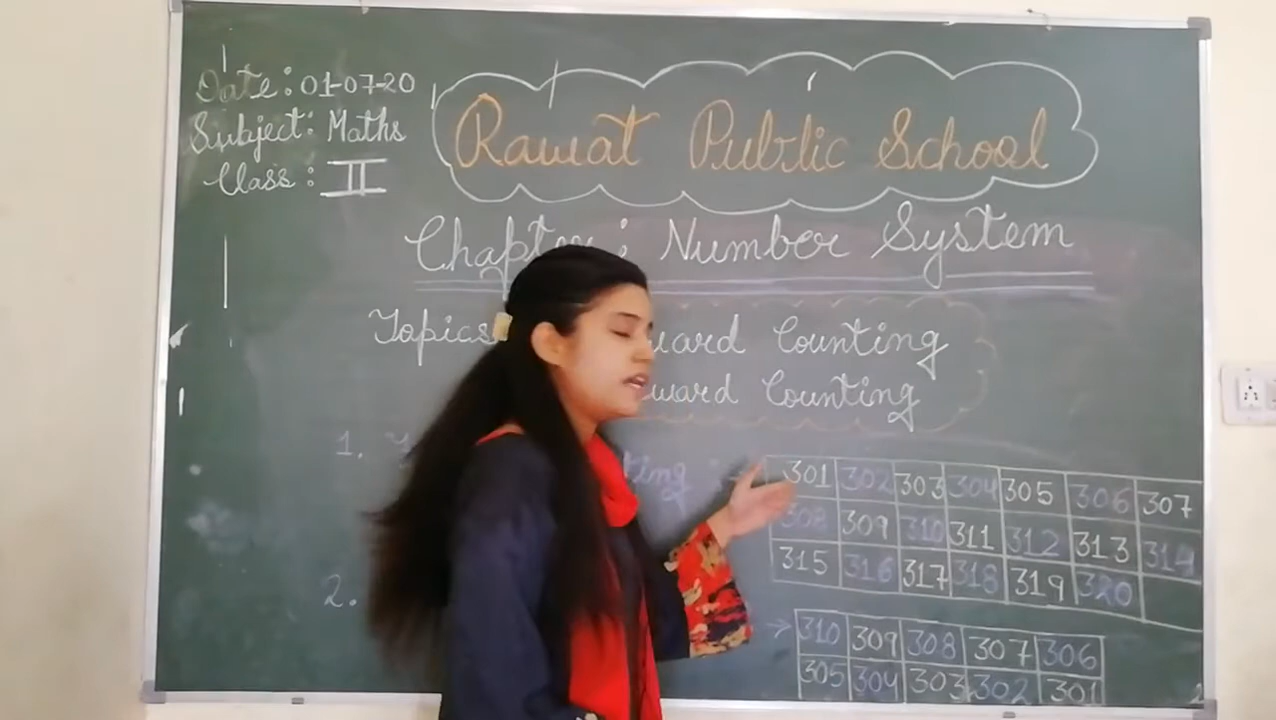 Date: 01-07-20
Subject: Maths
Class: II
Rawat Public School
Chapter: Number System
Topics ward Counting
ward Counting
1. ting :
301 302 303 304 305 306 307
308 309 310 311 312 313 314
315 316 317 318 319 320
2. → 310 309 308 307 306
305 304 303 302 301